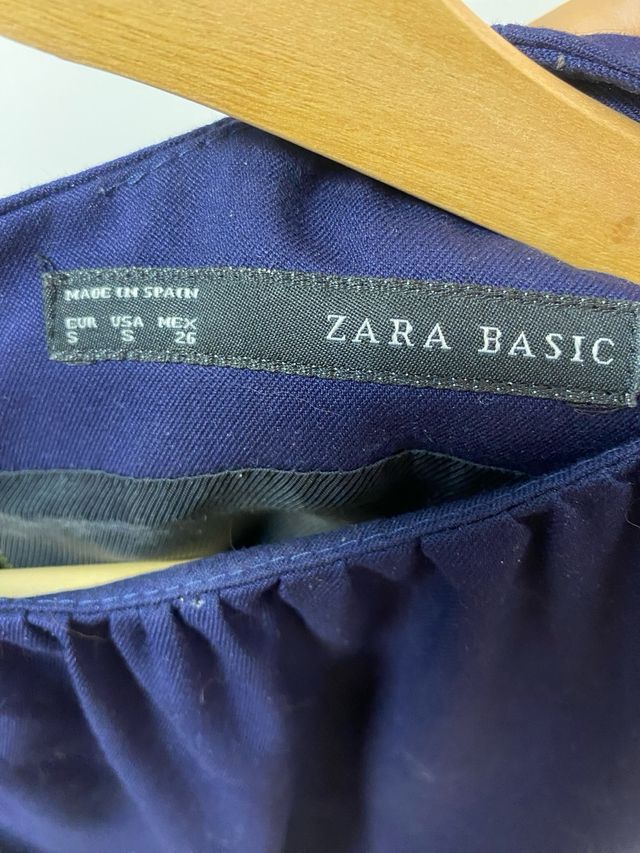 MADE IN SPAIN
EUR USA MEX
S S 26
ZARA BASIC